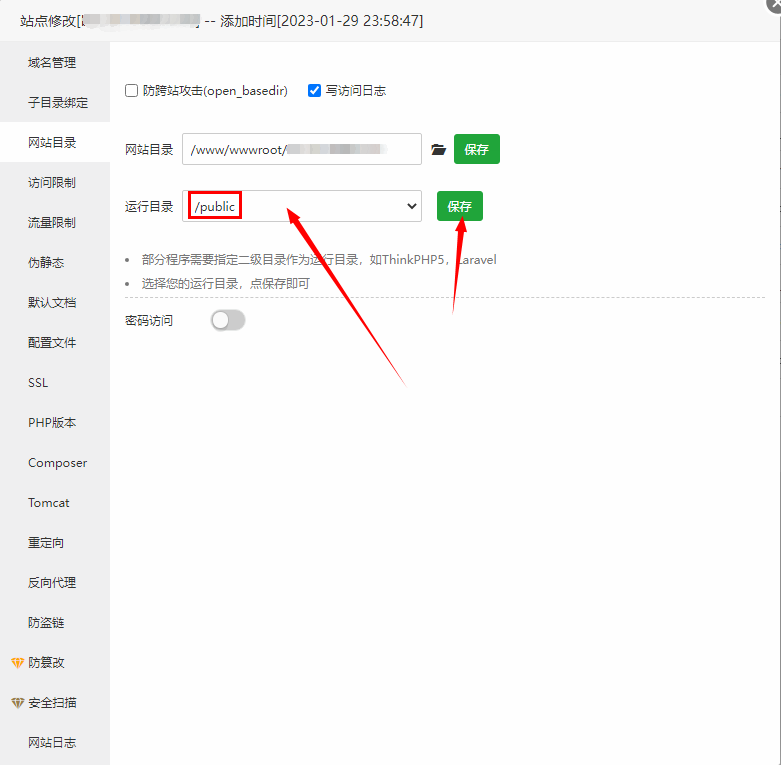 站点修改[ ] -- 添加时间[2023-01-29 23:58:47]
域名管理
子目录绑定
网站目录
访问限制
流量限制
伪静态
默认文档
配置文件
SSL
PHP版本
Composer
Tomcat
重定向
反向代理
防盗链
防篡改
安全扫描
网站日志
防跨站攻击(open_basedir) 写访问日志
网站目录 /www/wwwroot/ 保存
运行目录 /public 保存
部分程序需要指定二级目录作为运行目录，如ThinkPHP5，Laravel
选择您的运行目录，点保存即可
密码访问